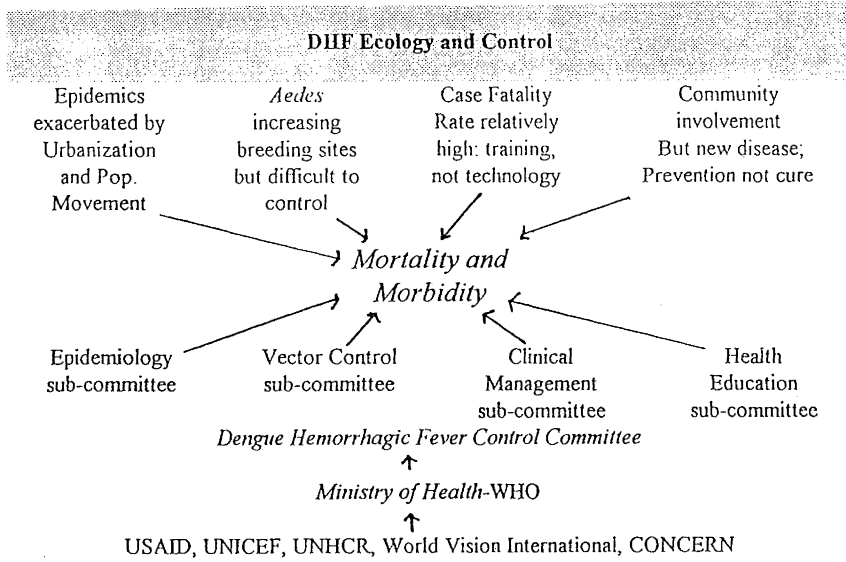 DHF Ecology and Control
Epidemics
exacerbated by
Urbanization
and Pop.
Movement
Aedes
increasing
breeding sites
but difficult to
control
Case Fatality
Rate relatively
high: training,
not technology
Community
involvement
But new disease;
Prevention not cure
Mortality and
Morbidity
Epidemiology
sub-committee
Vector Control
sub-committee
Clinical
Management
sub-committee
Health
Education
sub-committee
Dengue Hemorrhagic Fever Control Committee
Ministry of Health-WHO
USAID, UNICEF, UNHCR, World Vision International, CONCERN